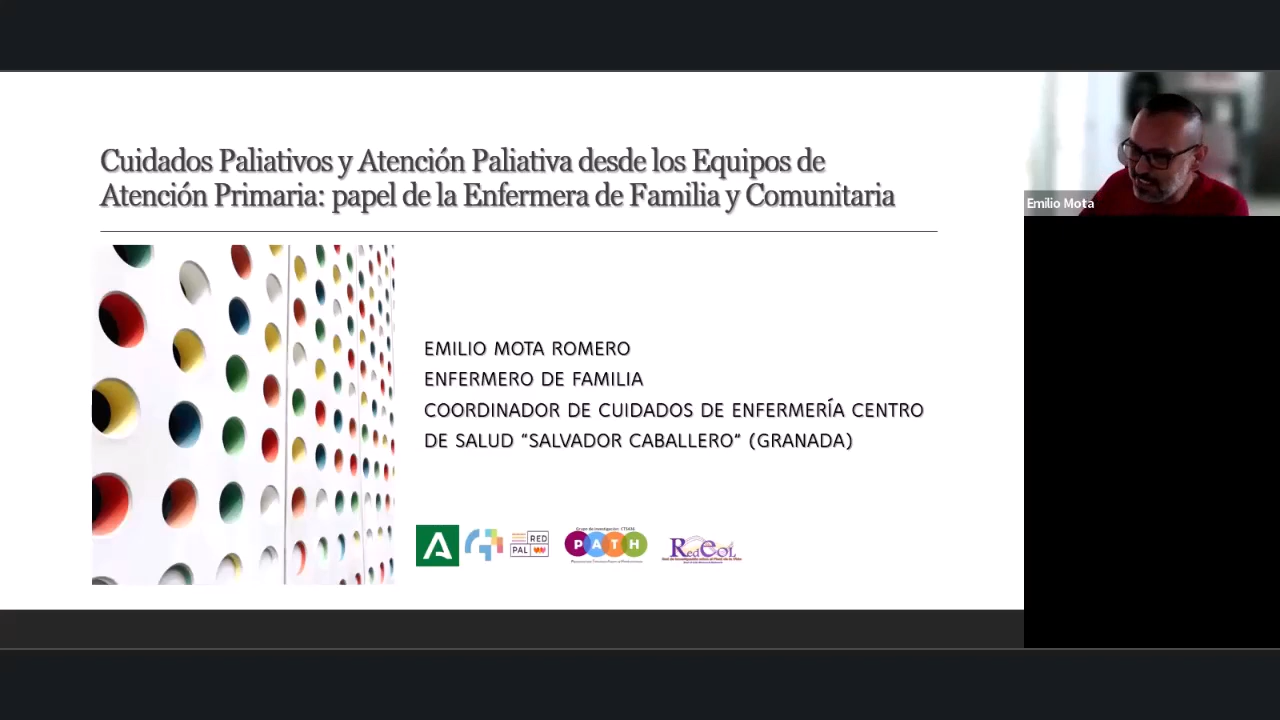 Cuidados Paliativos y Atención Paliativa desde los Equipos de
Atención Primaria: papel de la Enfermera de Familia y Comunitaria
Emilio Mota
EMILIO MOTA ROMERO
ENFERMERO DE FAMILIA
COORDINADOR DE CUIDADOS DE ENFERMERÍA CENTRO
DE SALUD "SALVADOR CABALLERO" (GRANADA)
RED
PAL
PATH
RedEoL